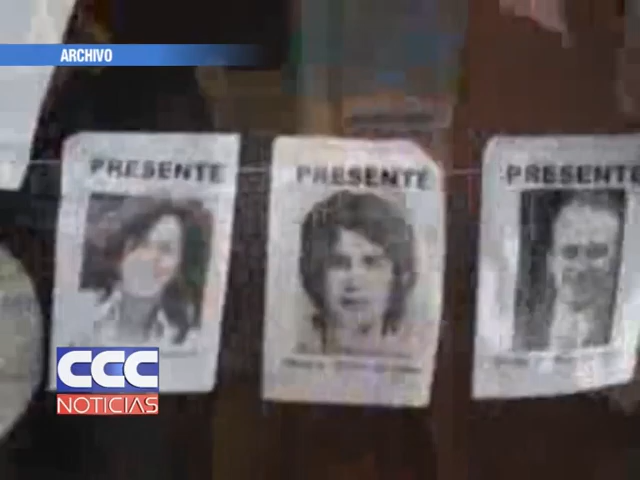 ARCHIVO
PRESENTE
PRESENTE
PRESENTE
CCC
NOTICIAS